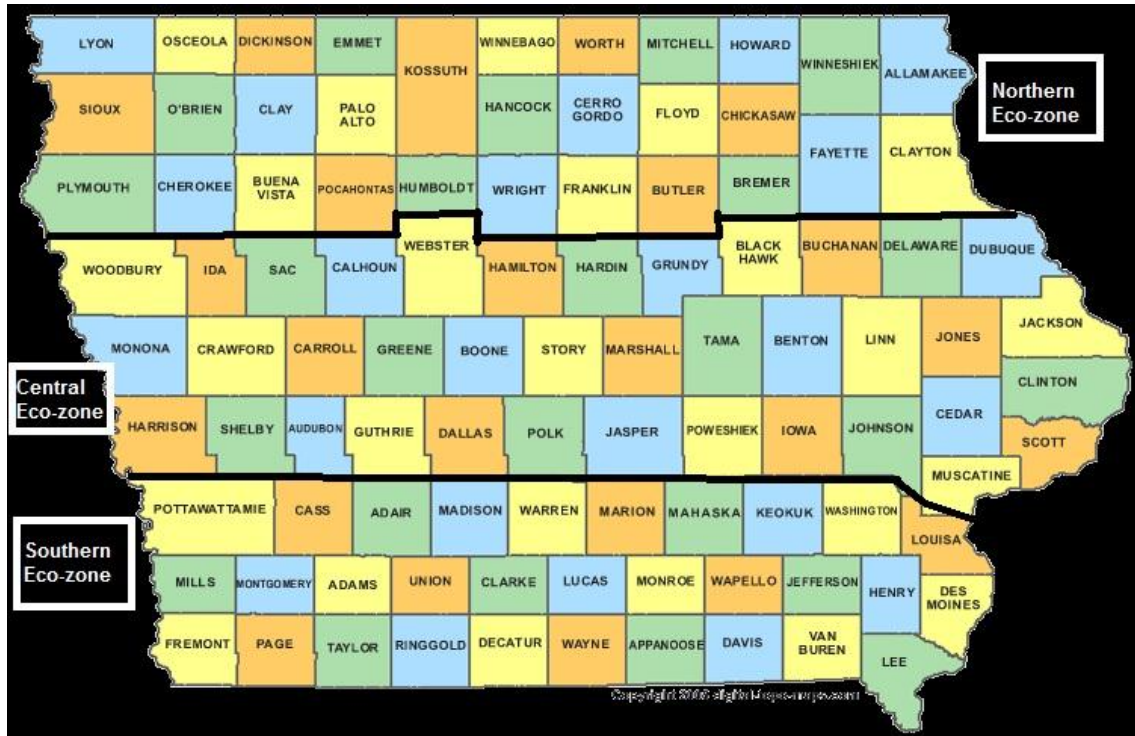 LYON
OSCEOLA
DICKINSON
EMMET
KOSSUTH
WINNEBAGO
WORTH
MITCHELL
HOWARD
WINNESHIEK
ALLAMAKEE
Northern
Eco-zone
SIOUX
O'BRIEN
CLAY
PALO
ALTO
HANCOCK
CERRO
GORDO
FLOYD
CHICKASAW
FAYETTE
CLAYTON
PLYMOUTH
CHEROKEE
BUENA
VISTA
POCAHONTAS
HUMBOLDT
WRIGHT
FRANKLIN
BUTLER
BREMER
WOODBURY
IDA
SAC
CALHOUN
WEBSTER
HAMILTON
HARDIN
GRUNDY
BLACK
HAWK
BUCHANAN
DELAWARE
DUBUQUE
MONONA
CRAWFORD
CARROLL
GREENE
BOONE
STORY
MARSHALL
TAMA
BENTON
LINN
JONES
JACKSON
Central
Eco-zone
CLINTON
HARRISON
SHELBY
AUDUBON
GUTHRIE
DALLAS
POLK
JASPER
POWESHIEK
IOWA
JOHNSON
CEDAR
SCOTT
MUSCATINE
POTTAWATTAMIE
CASS
ADAIR
MADISON
WARREN
MARION
MAHASKA
KEOKUK
WASHINGTON
LOUISA
Southern
Eco-zone
MILLS
MONTGOMERY
ADAMS
UNION
CLARKE
LUCAS
MONROE
WAPELLO
JEFFERSON
HENRY
DES
MOINES
FREMONT
PAGE
TAYLOR
RINGGOLD
DECATUR
WAYNE
APPANOOSE
DAVIS
VAN
BUREN
LEE
Copyright